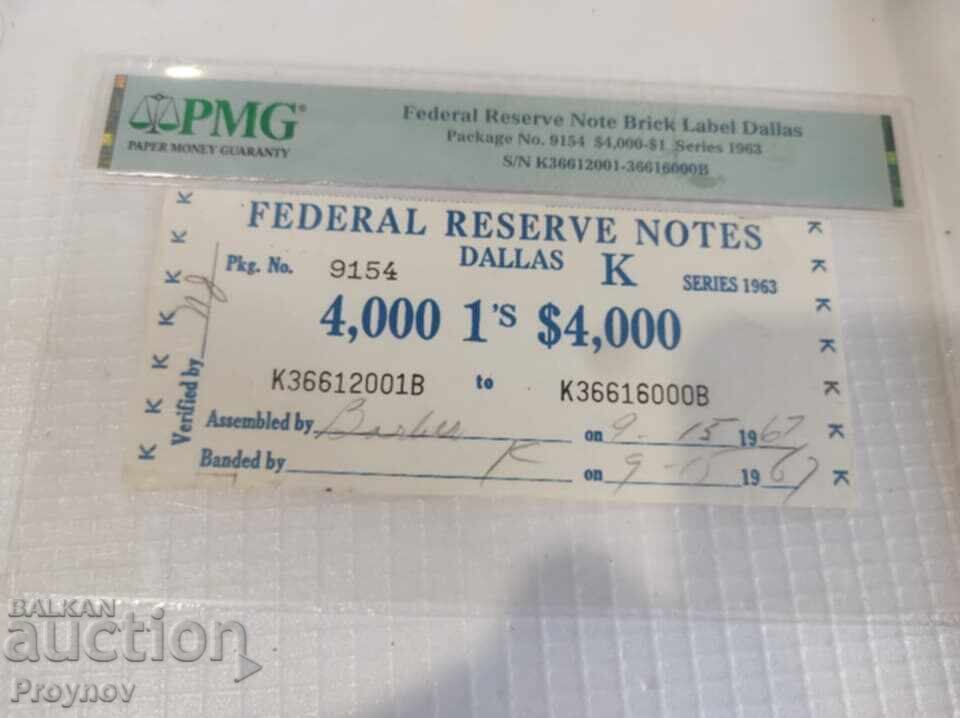 PMG®
PAPER MONEY GUARANTY
Federal Reserve Note Brick Label Dallas
Package No. 9154 $4,000-$1 Series 1963
S/N K36612001-36616000B
FEDERAL RESERVE NOTES
Pkg. No. 9154 DALLAS K SERIES 1963
4,000 1'S $4,000
K36612001B to K36616000B
Verified by
Assembled by Barber on 9-15 1967
Banded by K on 9-15 1967
K K K K K K K K
K K K K K K K
BALKAN
auction
Proynov